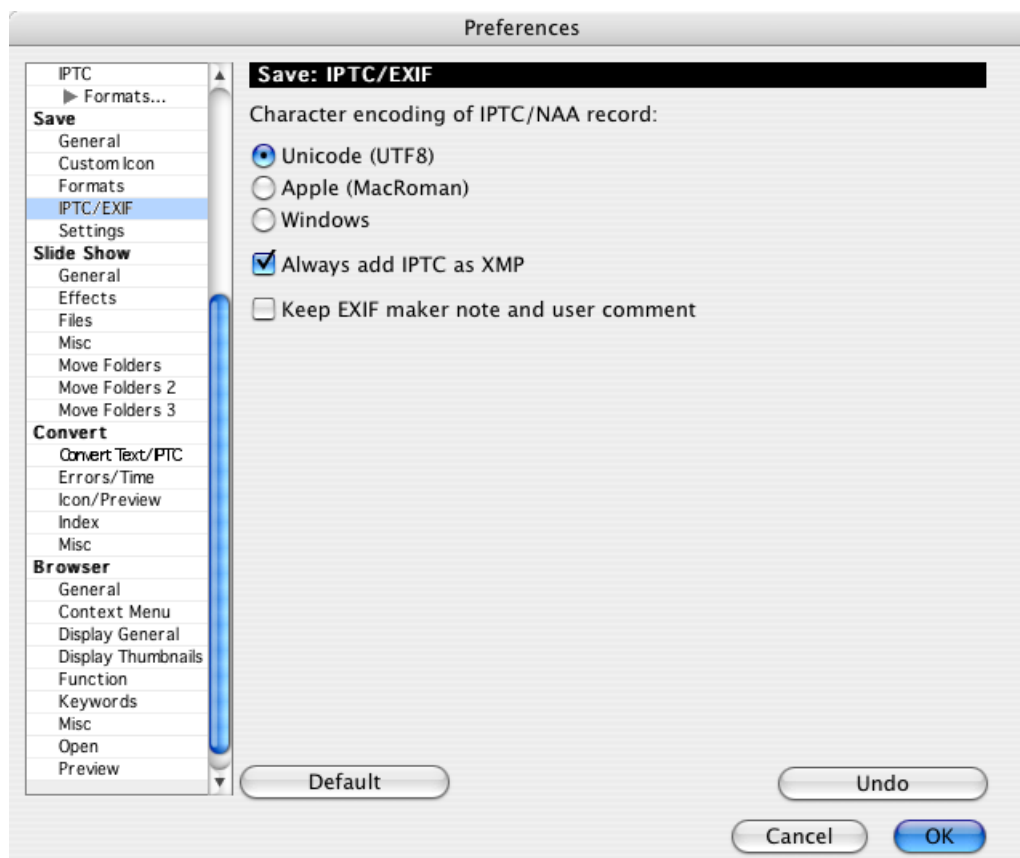 Preferences
IPTC
Formats...
Save
General
Custom Icon
Formats
IPTC/EXIF
Settings
Slide Show
General
Effects
Files
Misc
Move Folders
Move Folders 2
Move Folders 3
Convert
Convert Text/IPTC
Errors/Time
Icon/Preview
Index
Misc
Browser
General
Context Menu
Display General
Display Thumbnails
Function
Keywords
Misc
Open
Preview
Save: IPTC/EXIF
Character encoding of IPTC/NAA record:
Unicode (UTF8)
Apple (MacRoman)
Windows
Always add IPTC as XMP
Keep EXIF maker note and user comment
Default
Undo
Cancel
OK